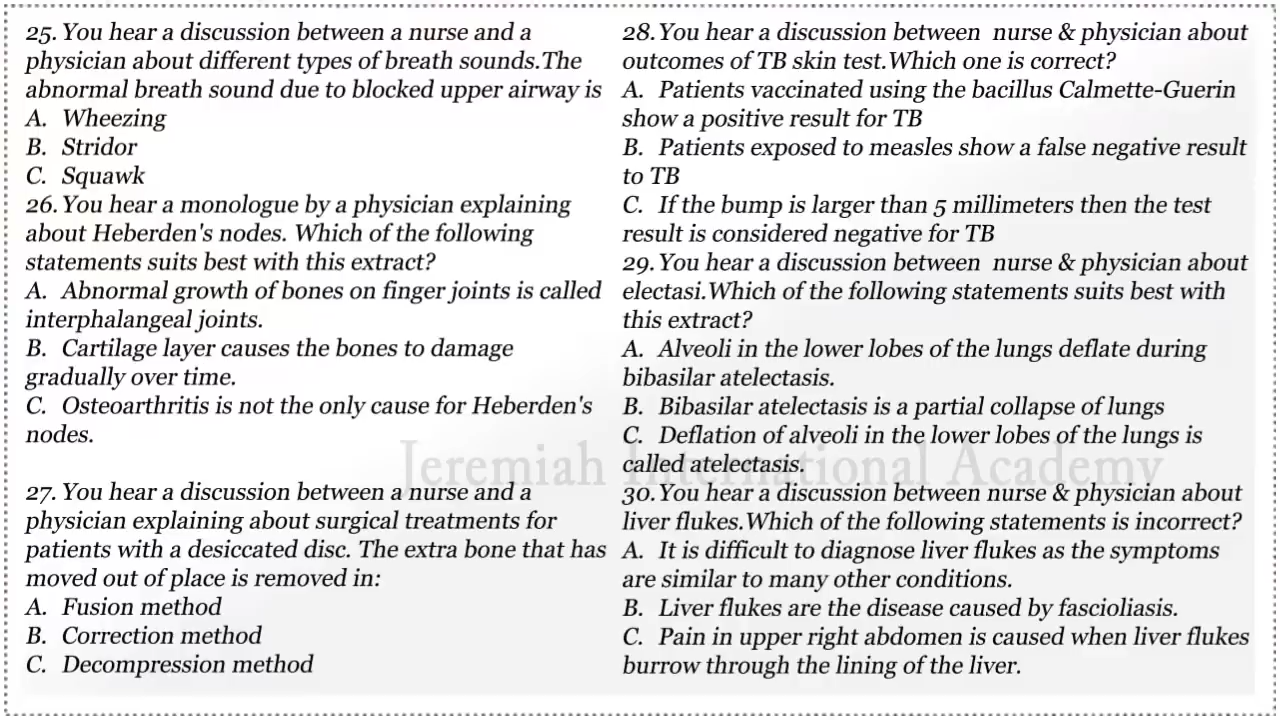 25. You hear a discussion between a nurse and a
physician about different types of breath sounds.The
abnormal breath sound due to blocked upper airway is
A. Wheezing
B. Stridor
C. Squawk
26. You hear a monologue by a physician explaining
about Heberden's nodes. Which of the following
statements suits best with this extract?
A. Abnormal growth of bones on finger joints is called
interphalangeal joints.
B. Cartilage layer causes the bones to damage
gradually over time.
C. Osteoarthritis is not the only cause for Heberden's
nodes.
27. You hear a discussion between a nurse and a
physician explaining about surgical treatments for
patients with a desiccated disc. The extra bone that has
moved out of place is removed in:
A. Fusion method
B. Correction method
C. Decompression method
28. You hear a discussion between nurse & physician about
outcomes of TB skin test.Which one is correct?
A. Patients vaccinated using the bacillus Calmette-Guerin
show a positive result for TB
B. Patients exposed to measles show a false negative result
to TB
C. If the bump is larger than 5 millimeters then the test
result is considered negative for TB
29. You hear a discussion between nurse & physician about
electasi.Which of the following statements suits best with
this extract?
A. Alveoli in the lower lobes of the lungs deflate during
bibasilar atelectasis.
B. Bibasilar atelectasis is a partial collapse of lungs
C. Deflation of alveoli in the lower lobes of the lungs is
called atelectasis.
30. You hear a discussion between nurse & physician about
liver flukes.Which of the following statements is incorrect?
A. It is difficult to diagnose liver flukes as the symptoms
are similar to many other conditions.
B. Liver flukes are the disease caused by fascioliasis.
C. Pain in upper right abdomen is caused when liver flukes
burrow through the lining of the liver.
Jeremiah International Academy